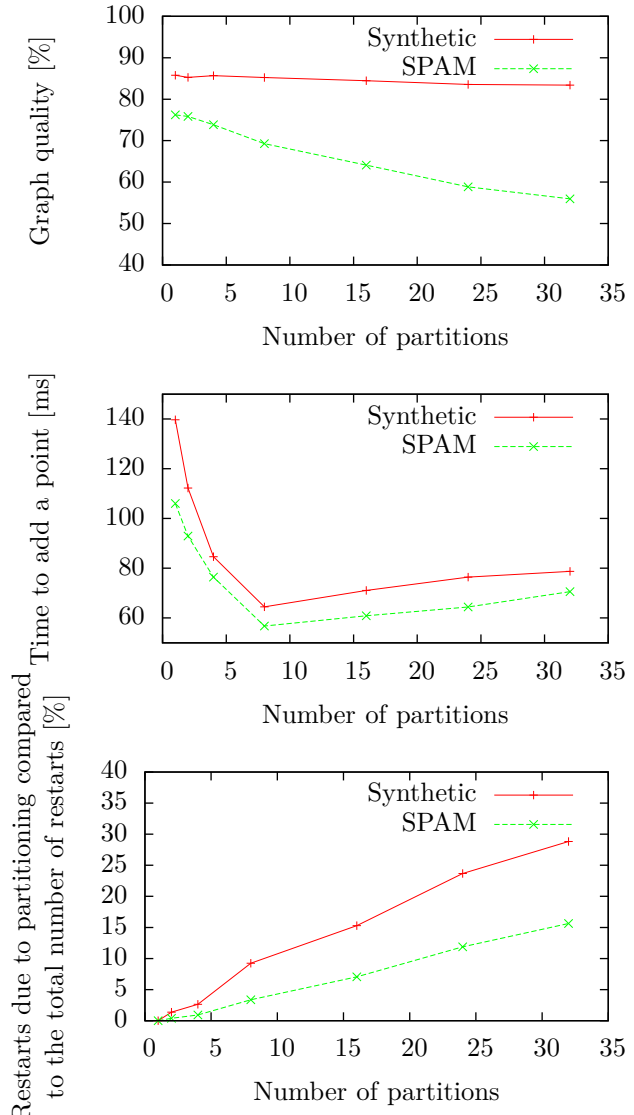 Graph quality [%]
100
90
80
70
60
50
40
Synthetic
SPAM
0 5 10 15 20 25 30 35
Number of partitions
Time to add a point [ms]
140
120
100
80
60
Synthetic
SPAM
0 5 10 15 20 25 30 35
Number of partitions
Restarts due to partitioning compared
to the total number of restarts [%]
40
35
30
25
20
15
10
5
0
Synthetic
SPAM
0 5 10 15 20 25 30 35
Number of partitions